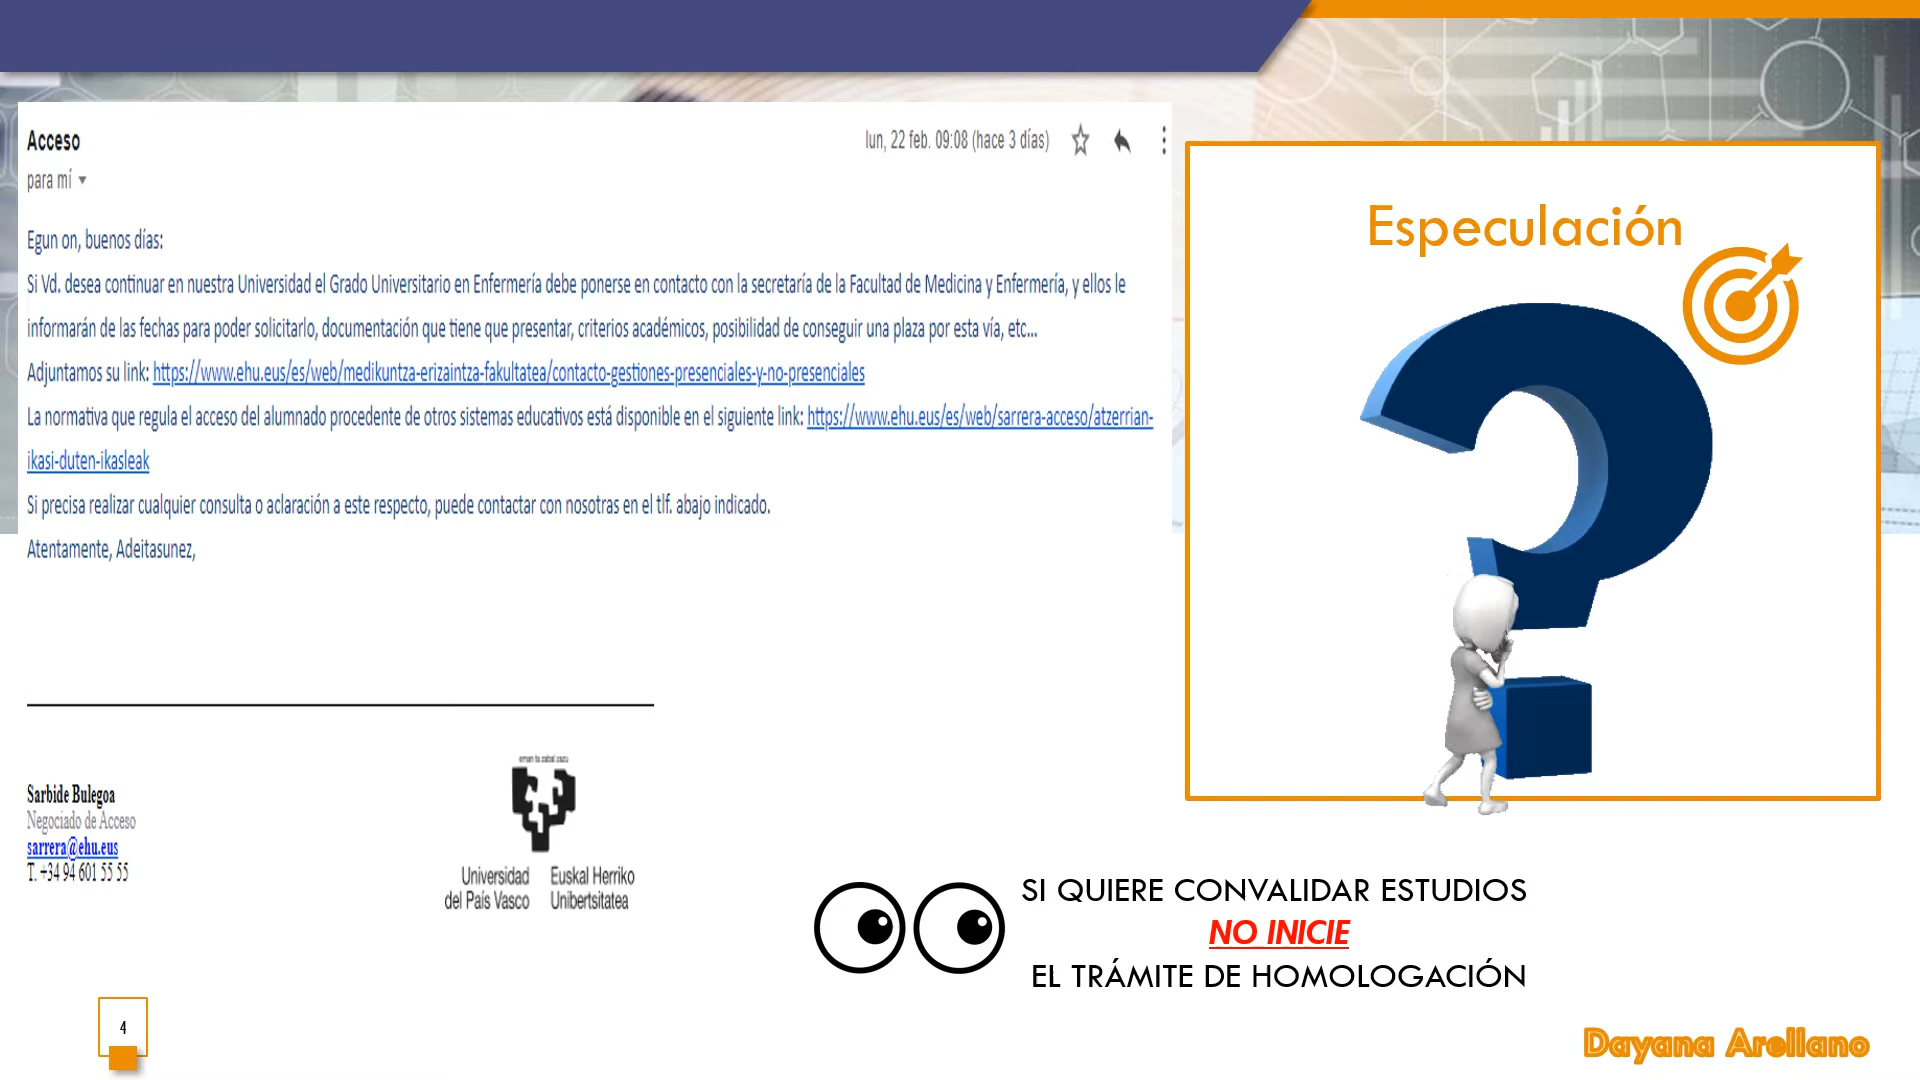 Acceso
lun, 22 feb. 09:08 (hace 3 días)
para mí
Egun on, buenos días:
Si Vd. desea continuar en nuestra Universidad el Grado Universitario en Enfermería debe ponerse en contacto con la secretaría de la Facultad de Medicina y Enfermería, y ellos le
informarán de las fechas para poder solicitarlo, documentación que tiene que presentar, criterios académicos, posibilidad de conseguir una plaza por esta vía, etc...
Adjuntamos su link: https://www.ehu.eus/es/web/medikuntza-erizaintza-fakultatea/contacto-gestiones-presenciales-y-no-presenciales
La normativa que regula el acceso del alumnado procedente de otros sistemas educativos está disponible en el siguiente link: https://www.ehu.eus/es/web/sarrera-acceso/atzerrian-
ikasi-duten-ikasleak
Si precisa realizar cualquier consulta o aclaración a este respecto, puede contactar con nosotras en el tlf. abajo indicado.
Atentamente, Adeitasunez,
Sarbide Bulegoa
Negociado de Acceso
sarrera@ehu.eus
T. +34 94 601 55 55
eman ta zabal zazu
Universidad Euskal Herriko
del País Vasco Unibertsitatea
Especulación
SI QUIERE CONVALIDAR ESTUDIOS
NO INICIE
EL TRÁMITE DE HOMOLOGACIÓN
4
Dayana Arellano